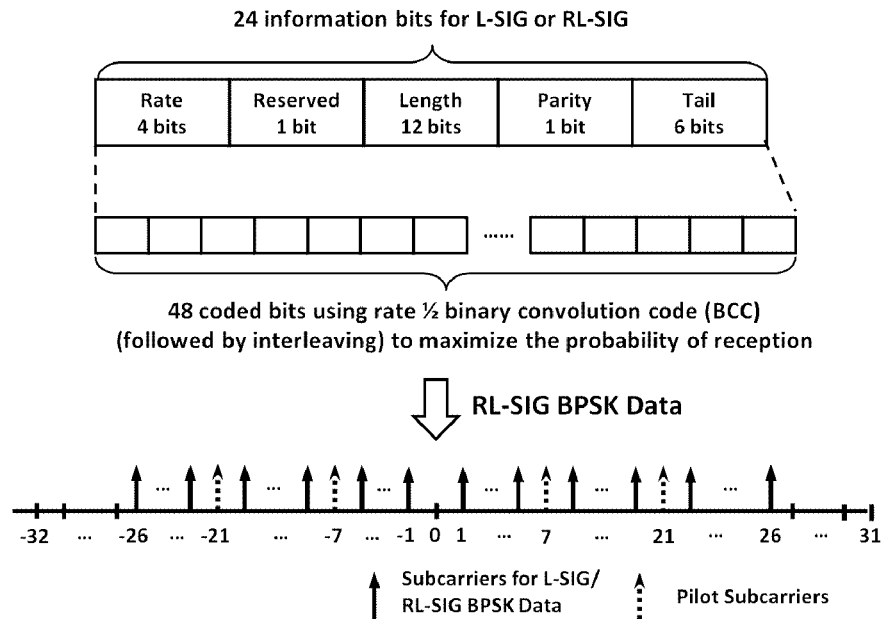 24 information bits for L-SIG or RL-SIG
Rate
4 bits
Reserved
1 bit
Length
12 bits
Parity
1 bit
Tail
6 bits
......
48 coded bits using rate ½ binary convolution code (BCC)
(followed by interleaving) to maximize the probability of reception
RL-SIG BPSK Data
... ... ... ... ... ...
-32 ... -26 ... -21 ... -7 ... -1 0 1 ... 7 ... 21 ... 26 ... 31
Subcarriers for L-SIG/
RL-SIG BPSK Data
Pilot Subcarriers